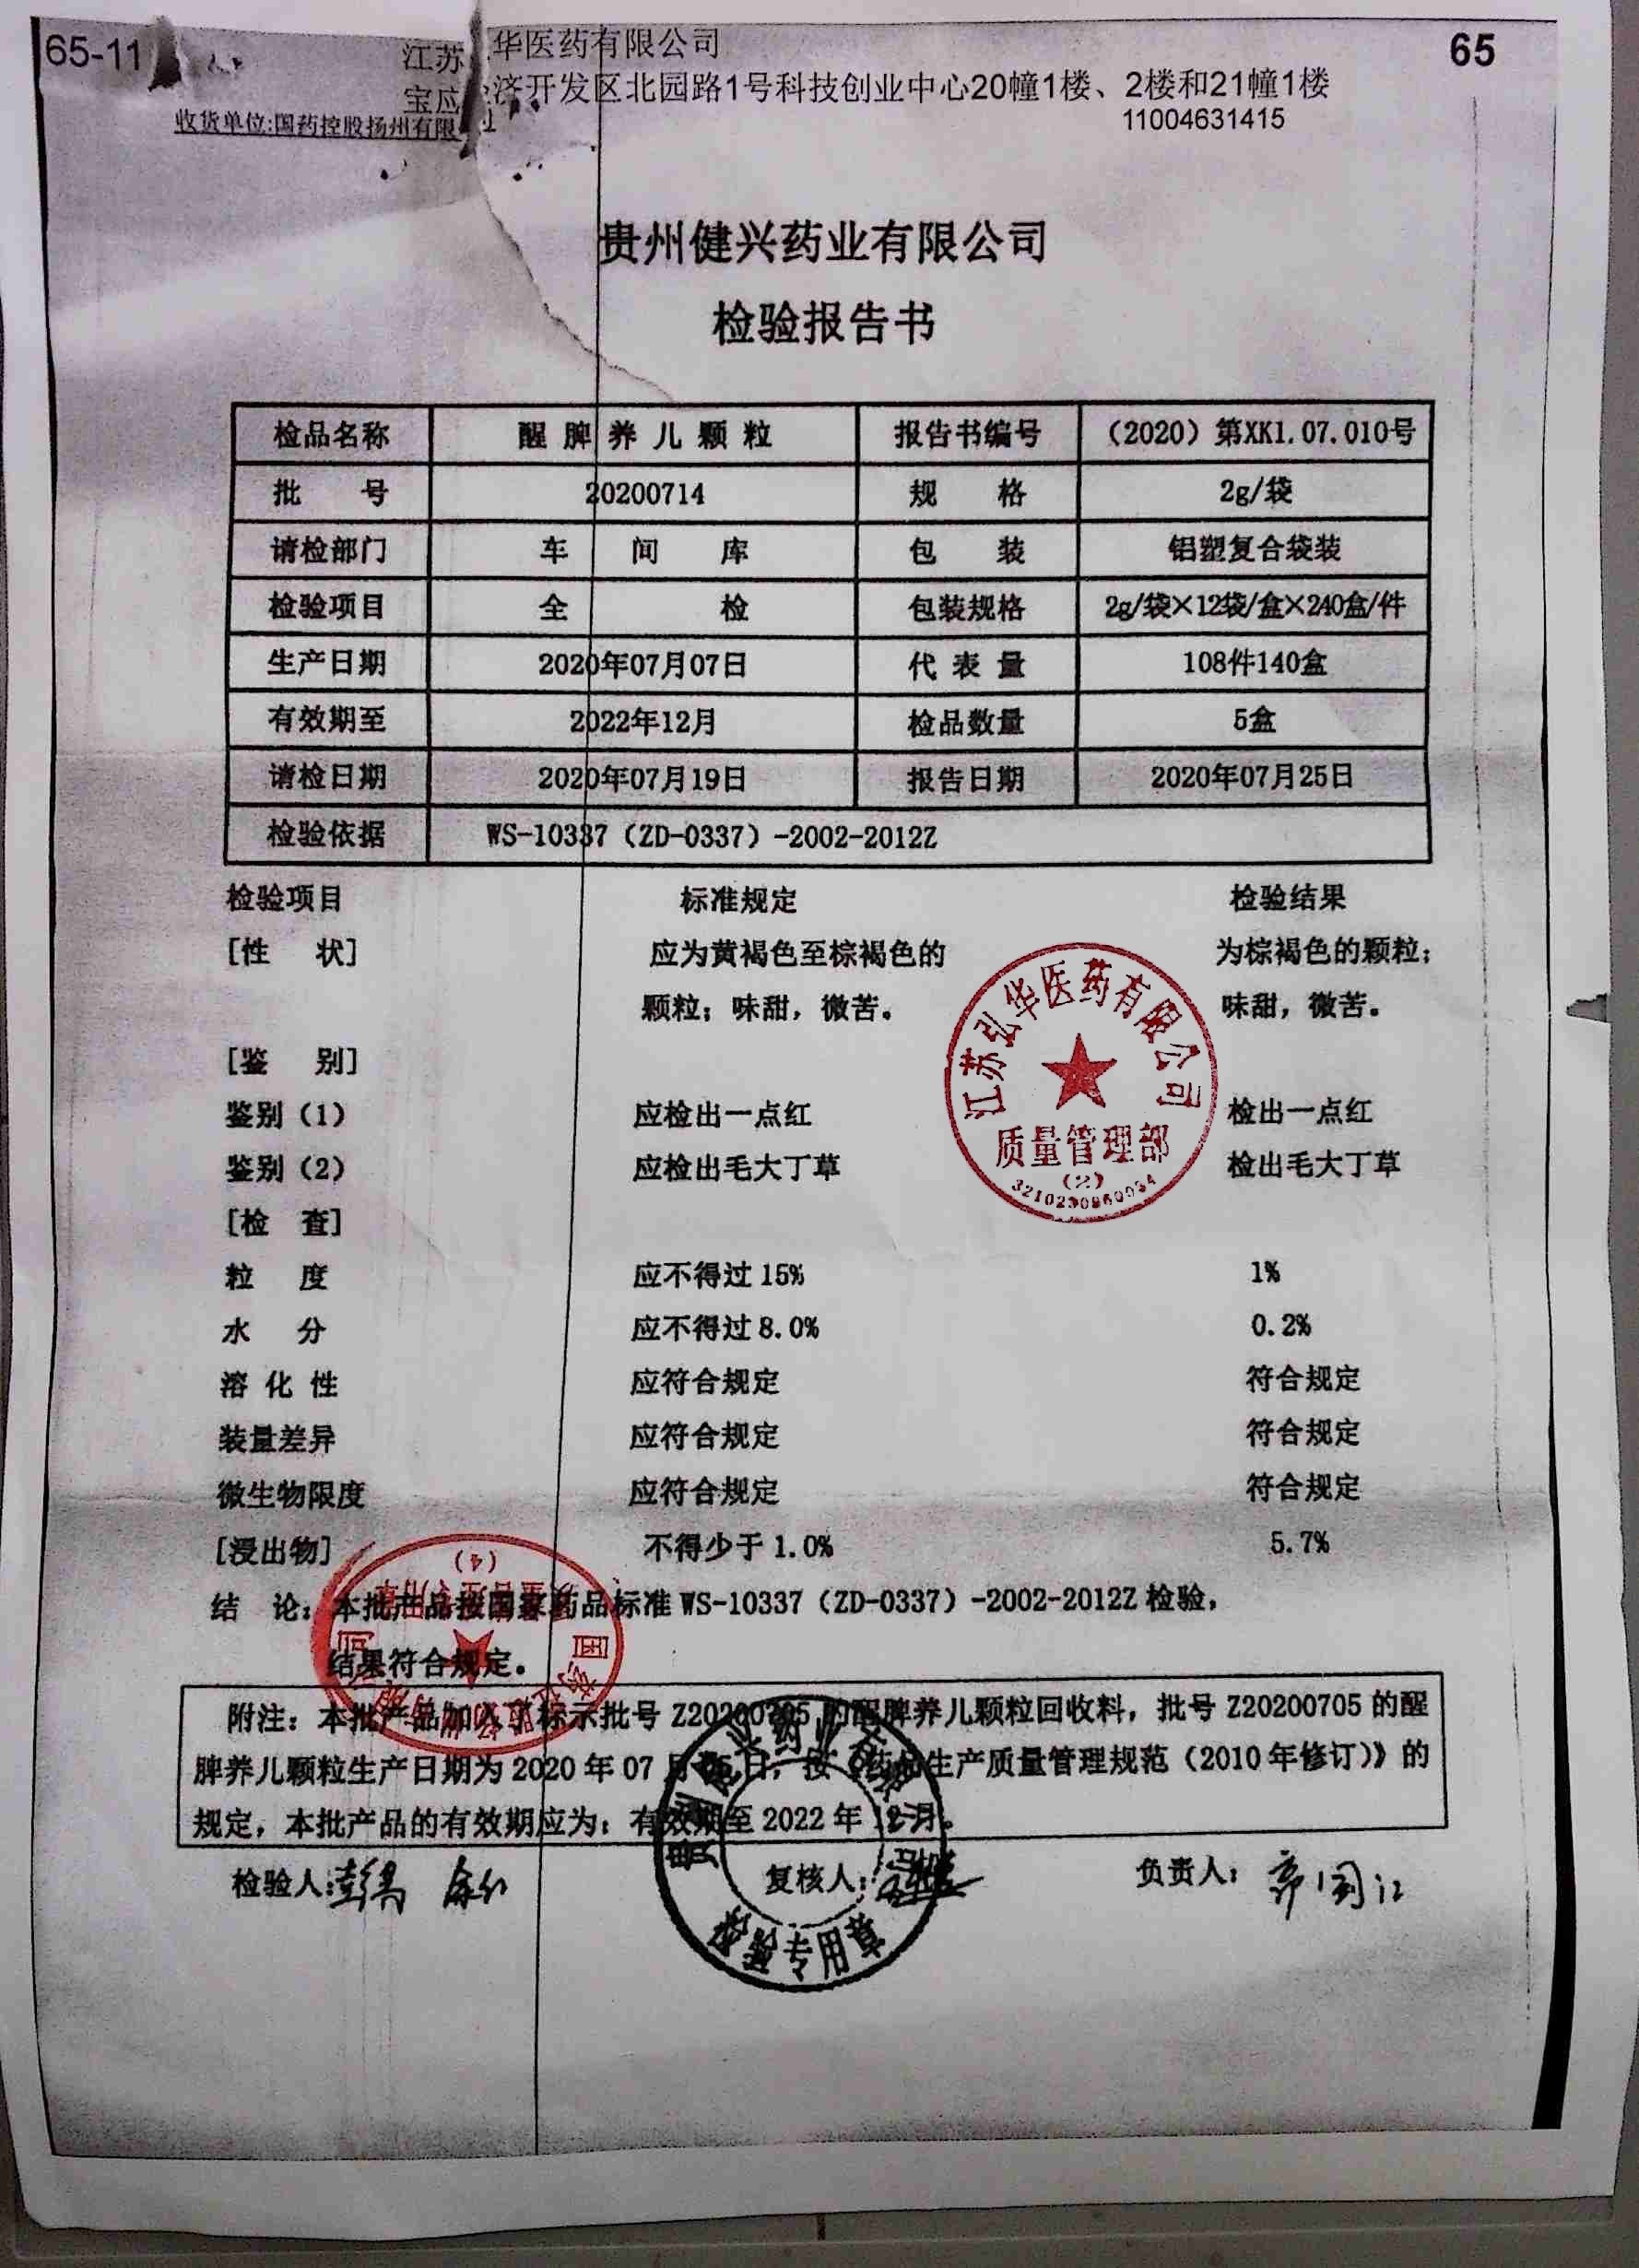 65-11
江苏 华医药有限公司
65
宝应 济开发区北园路1号科技创业中心20幢1楼、2楼和21幢1楼
收货单位:国药控股扬州有限
11004631415
贵州健兴药业有限公司
检验报告书
检品名称 醒脾养儿颗粒 报告书编号 (2020)第XK1.07.010号
批 号 20200714 规 格 2g/袋
请检部门 车间库 包 装 铝塑复合袋装
检验项目 全 检 包装规格 2g/袋×12袋/盒×240盒/件
生产日期 2020年07月07日 代表量 108件140盒
有效期至 2022年12月 检品数量 5盒
请检日期 2020年07月19日 报告日期 2020年07月25日
检验依据 WS-10337(ZD-0337)-2002-2012Z
检验项目 标准规定 检验结果
[性 状] 应为黄褐色至棕褐色的 为棕褐色的颗粒;
颗粒;味甜,微苦。 味甜,微苦。
[鉴 别]
鉴别(1) 应检出一点红 检出一点红
鉴别(2) 应检出毛大丁草 检出毛大丁草
江苏弘华医药有限公司
质量管理部
(2)
[检 查]
粒 度 应不得过15% 1%
水 分 应不得过8.0% 0.2%
溶化性 应符合规定 符合规定
装量差异 应符合规定 符合规定
微生物限度 应符合规定 符合规定
[浸出物] 不得少于1.0% 5.7%
(4)
结 论:本批产品按国家药品标准WS-10337(ZD-0337)-2002-2012Z检验,
结果符合规定。
附注:本批产品加入了标示批号Z20200705的醒脾养儿颗粒回收料,批号Z20200705的醒
脾养儿颗粒生产日期为2020年07月05日,按《药品生产质量管理规范(2010年修订)》的
规定,本批产品的有效期应为:有效期至2022年12月。
检验人: 复核人: 负责人:
检验专用章